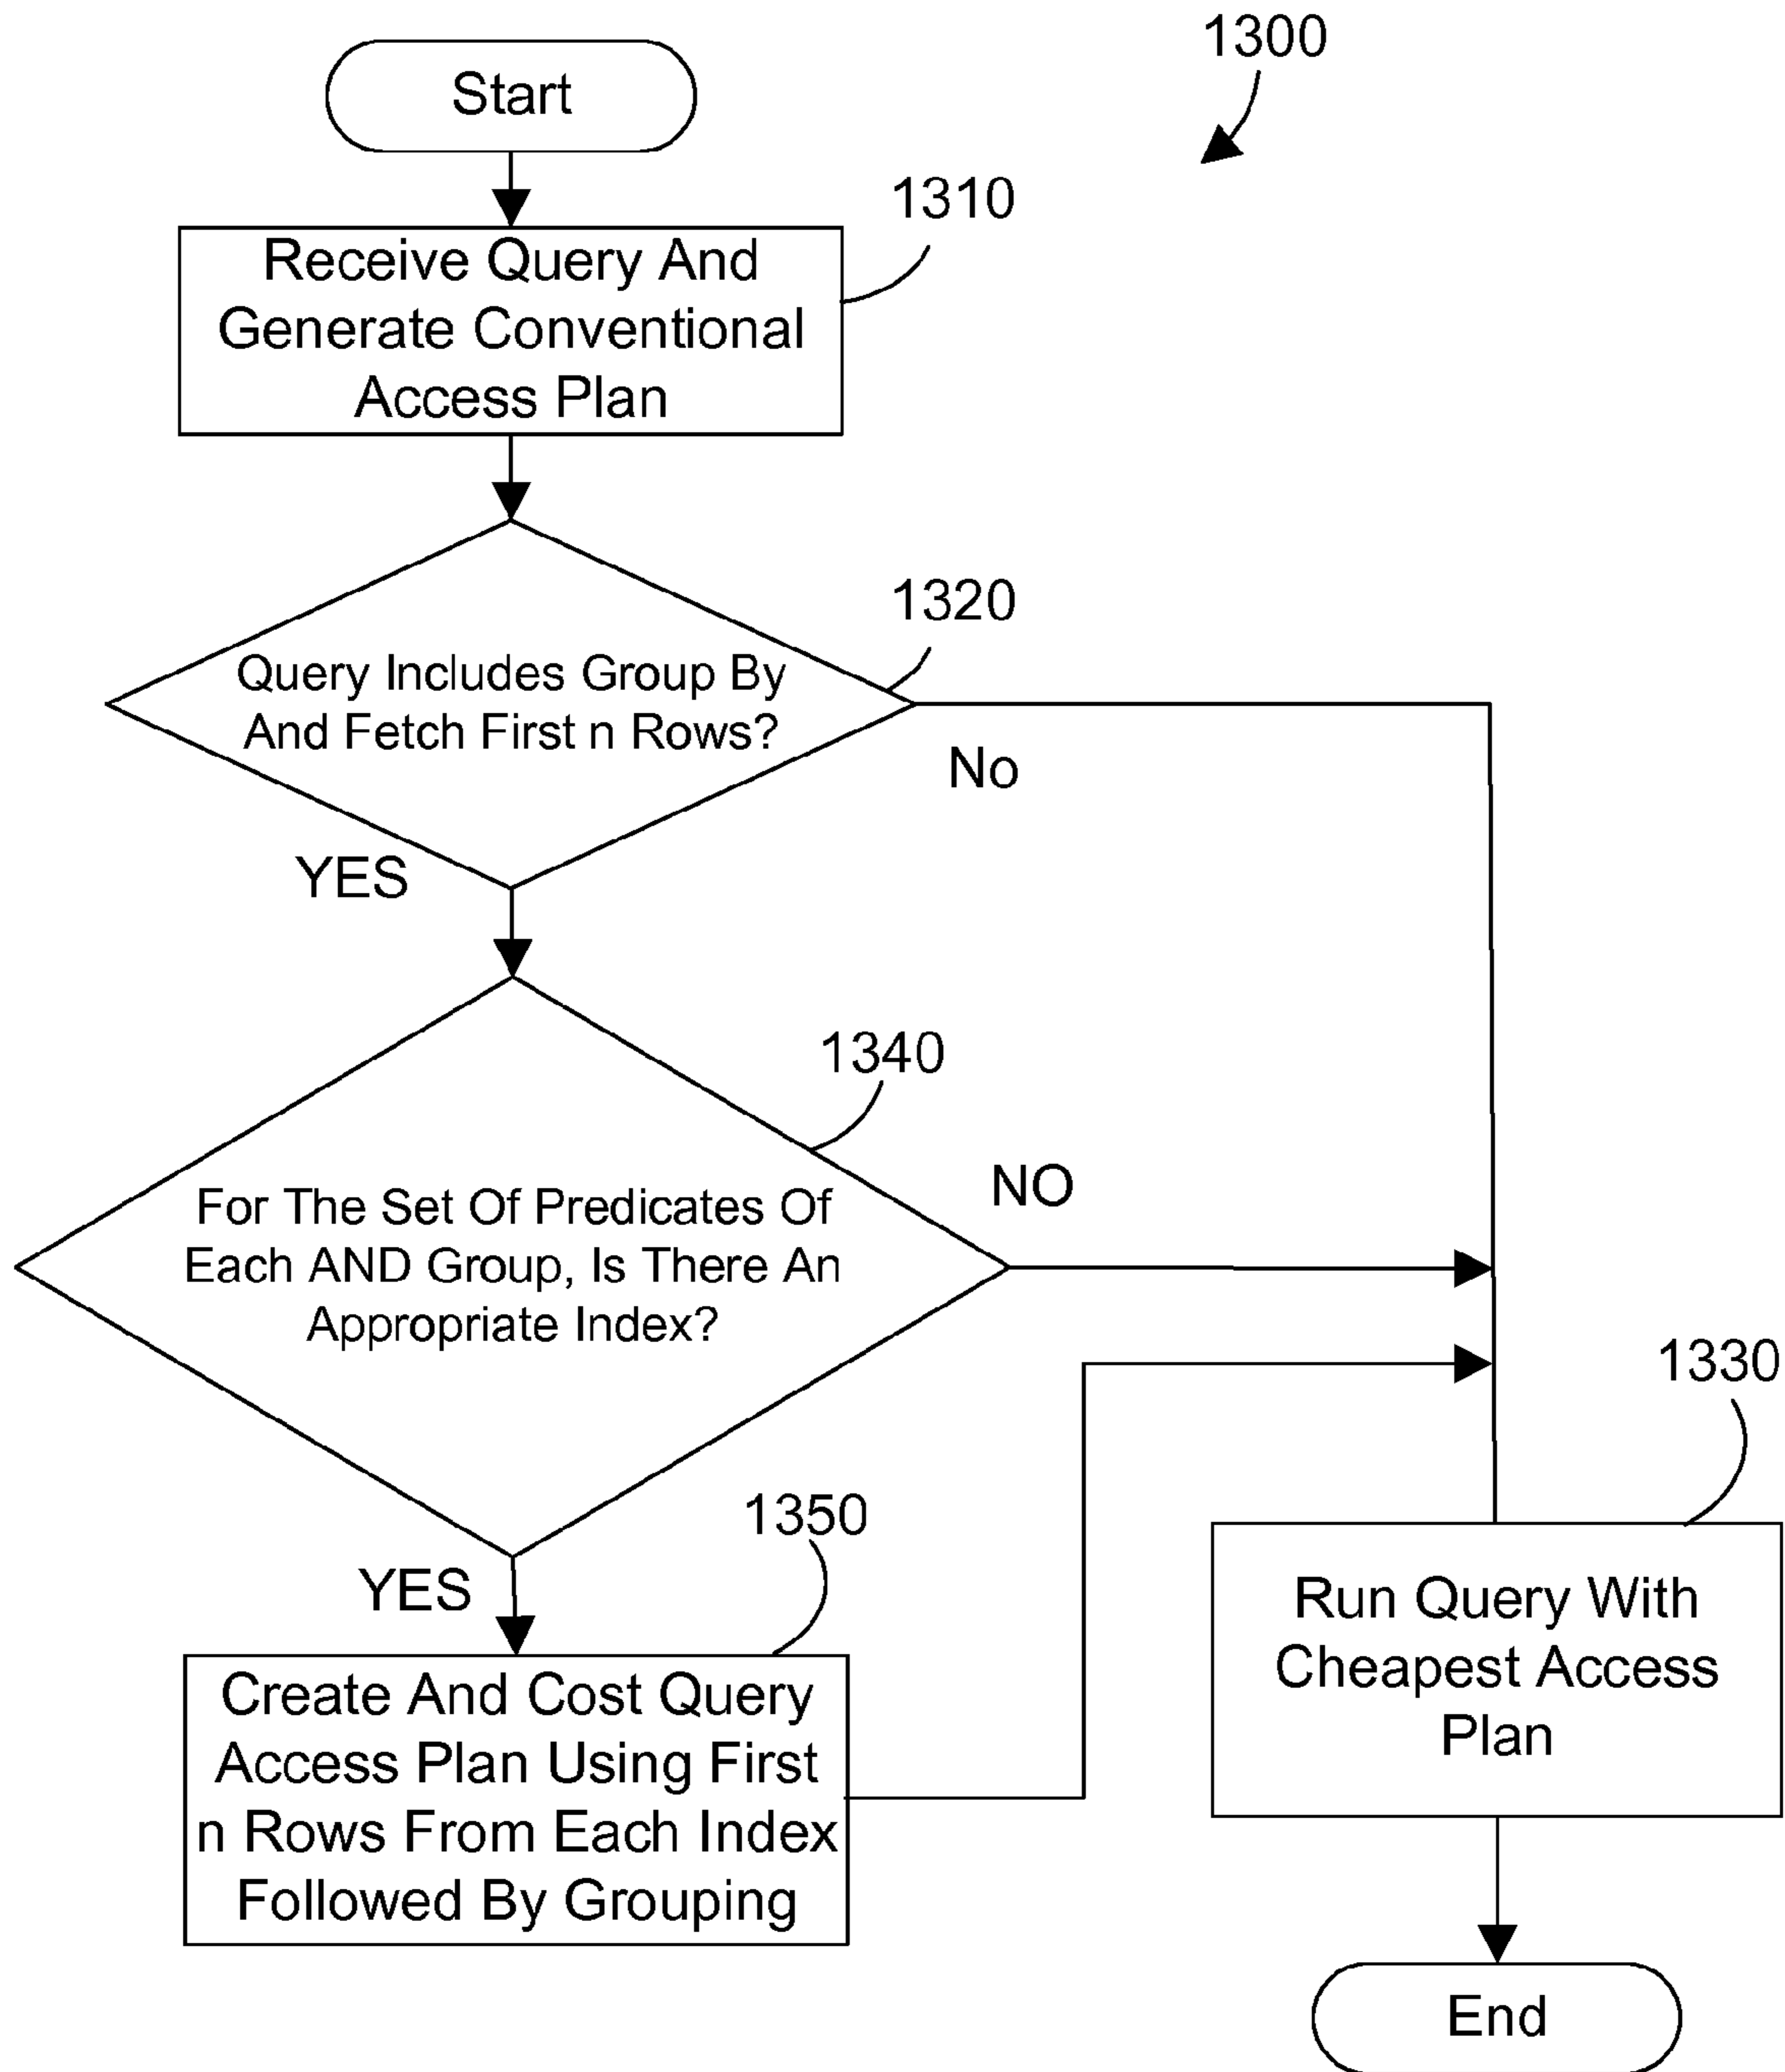 1300
Start
1310
Receive Query And
Generate Conventional
Access Plan
1320
Query Includes Group By
And Fetch First n Rows?
No
YES
1340
For The Set Of Predicates Of
Each AND Group, Is There An
Appropriate Index?
NO
1330
1350
YES
Create And Cost Query
Access Plan Using First
n Rows From Each Index
Followed By Grouping
Run Query With
Cheapest Access
Plan
End